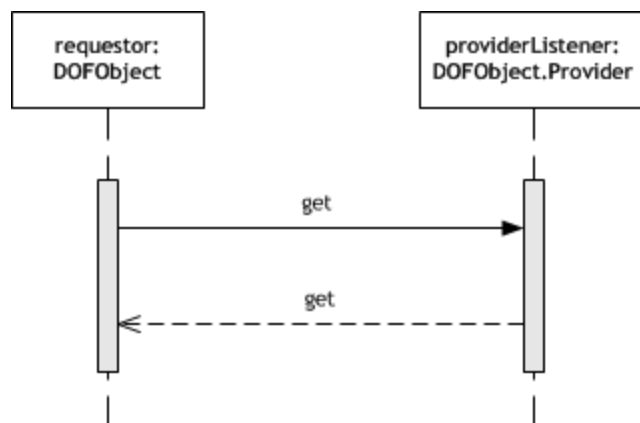 requestor:
DOFObject
providerListener:
DOFObject.Provider
get
get